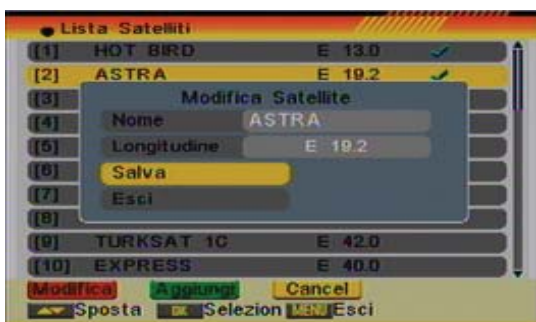 Lista Satelliti
[1] HOT BIRD E 13.0
[2] ASTRA E 19.2
[3]
[4]
[5]
[6]
[7]
[8]
Modifica Satellite
Nome ASTRA
Longitudine E 19.2
Salva
Esci
[9] TURKSAT 1C E 42.0
[10] EXPRESS E 40.0
Modifica Aggiungi Cancel
Sposta OK Selezion MENU Esci